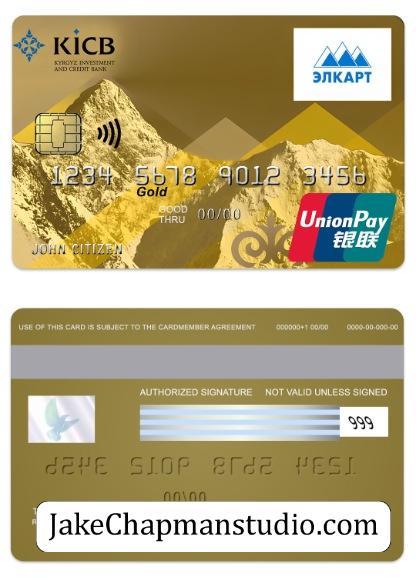 KICB
KYRGYZ INVESTMENT
AND CREDIT BANK
ЭЛКАРТ
1234 5678 9012 3456
Gold
GOOD
THRU 00/00
JOHN CITIZEN
UnionPay
银联
USE OF THIS CARD IS SUBJECT TO THE CARDMEMBER AGREEMENT 000000+1 00/00 0000-00-000-00
AUTHORIZED SIGNATURE NOT VALID UNLESS SIGNED
999
00/00
JakeChapmanstudio.com